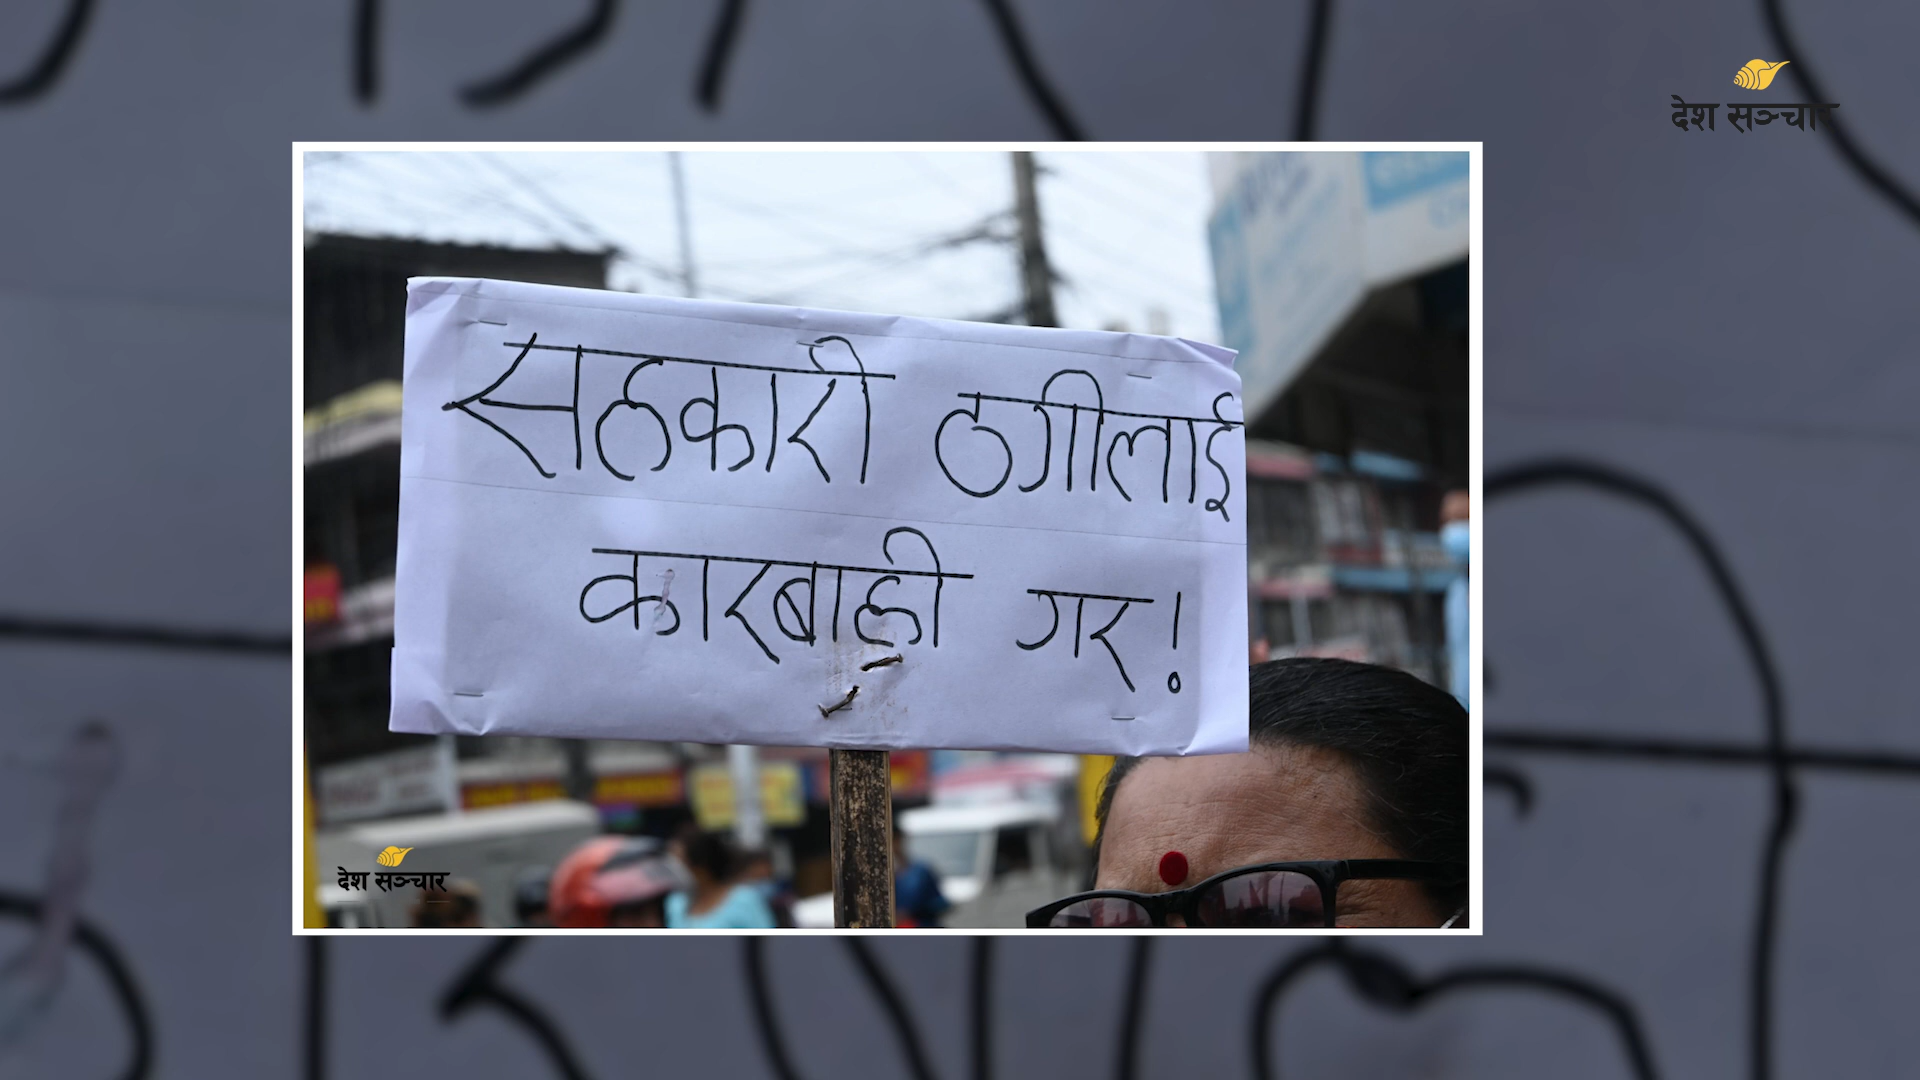 देश सञ्चार
सहकारी ठगीलाई
कारबाही गर!
देश सञ्चार